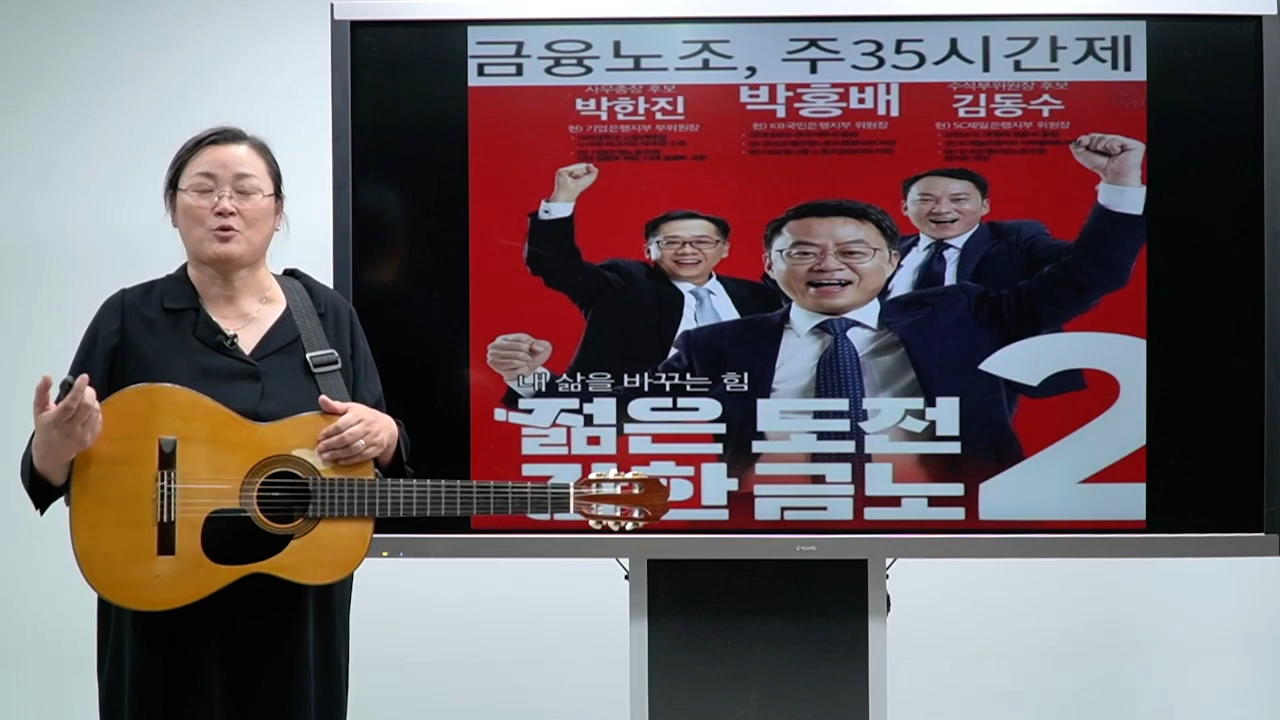 금융노조, 주35시간제
사무총장 후보
박한진
현) 기업은행지부 부위원장
박홍배
현) KB국민은행지부 위원장
수석부위원장 후보
김동수
현) SC제일은행지부 위원장
내 삶을 바꾸는 힘
젊은 도전
강한 금노
2